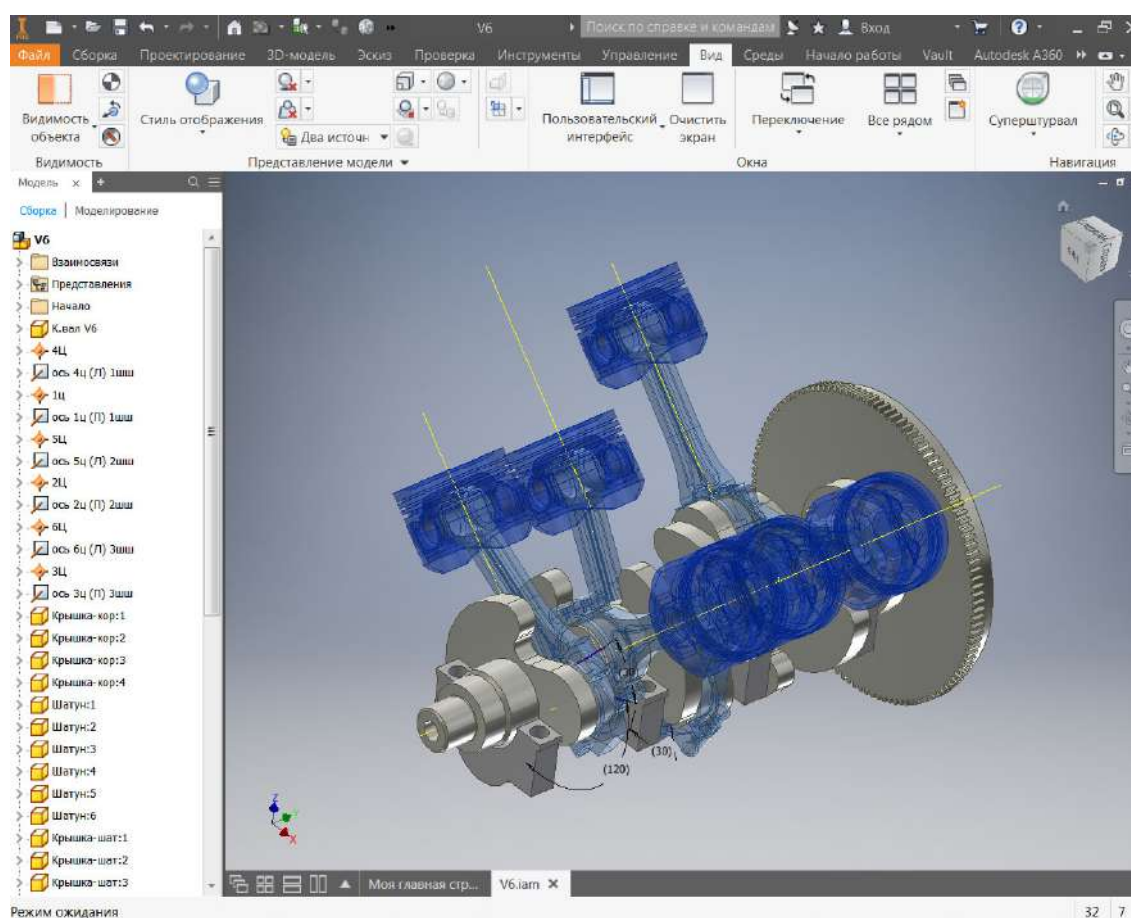 V6
Поиск по справке и командам
Вход
Файл Сборка Проектирование 3D-модель Эскиз Проверка Инструменты Управление Вид Среды Начало работы Vault Autodesk A360
Видимость объекта
Стиль отображения
Два источн
Пользовательский интерфейс
Очистить экран
Переключение
Все рядом
Суперштурвал
Видимость
Представление модели
Окна
Навигация
Модель
Сборка | Моделирование
V6
Взаимосвязи
Представления
Начало
К.вал V6
4Ц
ось 4ц (Л) 1шш
1ц
ось 1ц (П) 1шш
5Ц
ось 5ц (Л) 2шш
2Ц
ось 2ц (П) 2шш
6Ц
ось 6ц (Л) 3шш
3Ц
ось 3ц (П) 3шш
Крышка-кор:1
Крышка-кор:2
Крышка-кор:3
Крышка-кор:4
Шатун:1
Шатун:2
Шатун:3
Шатун:4
Шатун:5
Шатун:6
Крышка-шат:1
Крышка-шат:2
Крышка-шат:3
(30)
(120)
Z
Y
X
Моя главная стр...
V6.iam
Режим ожидания
32 7